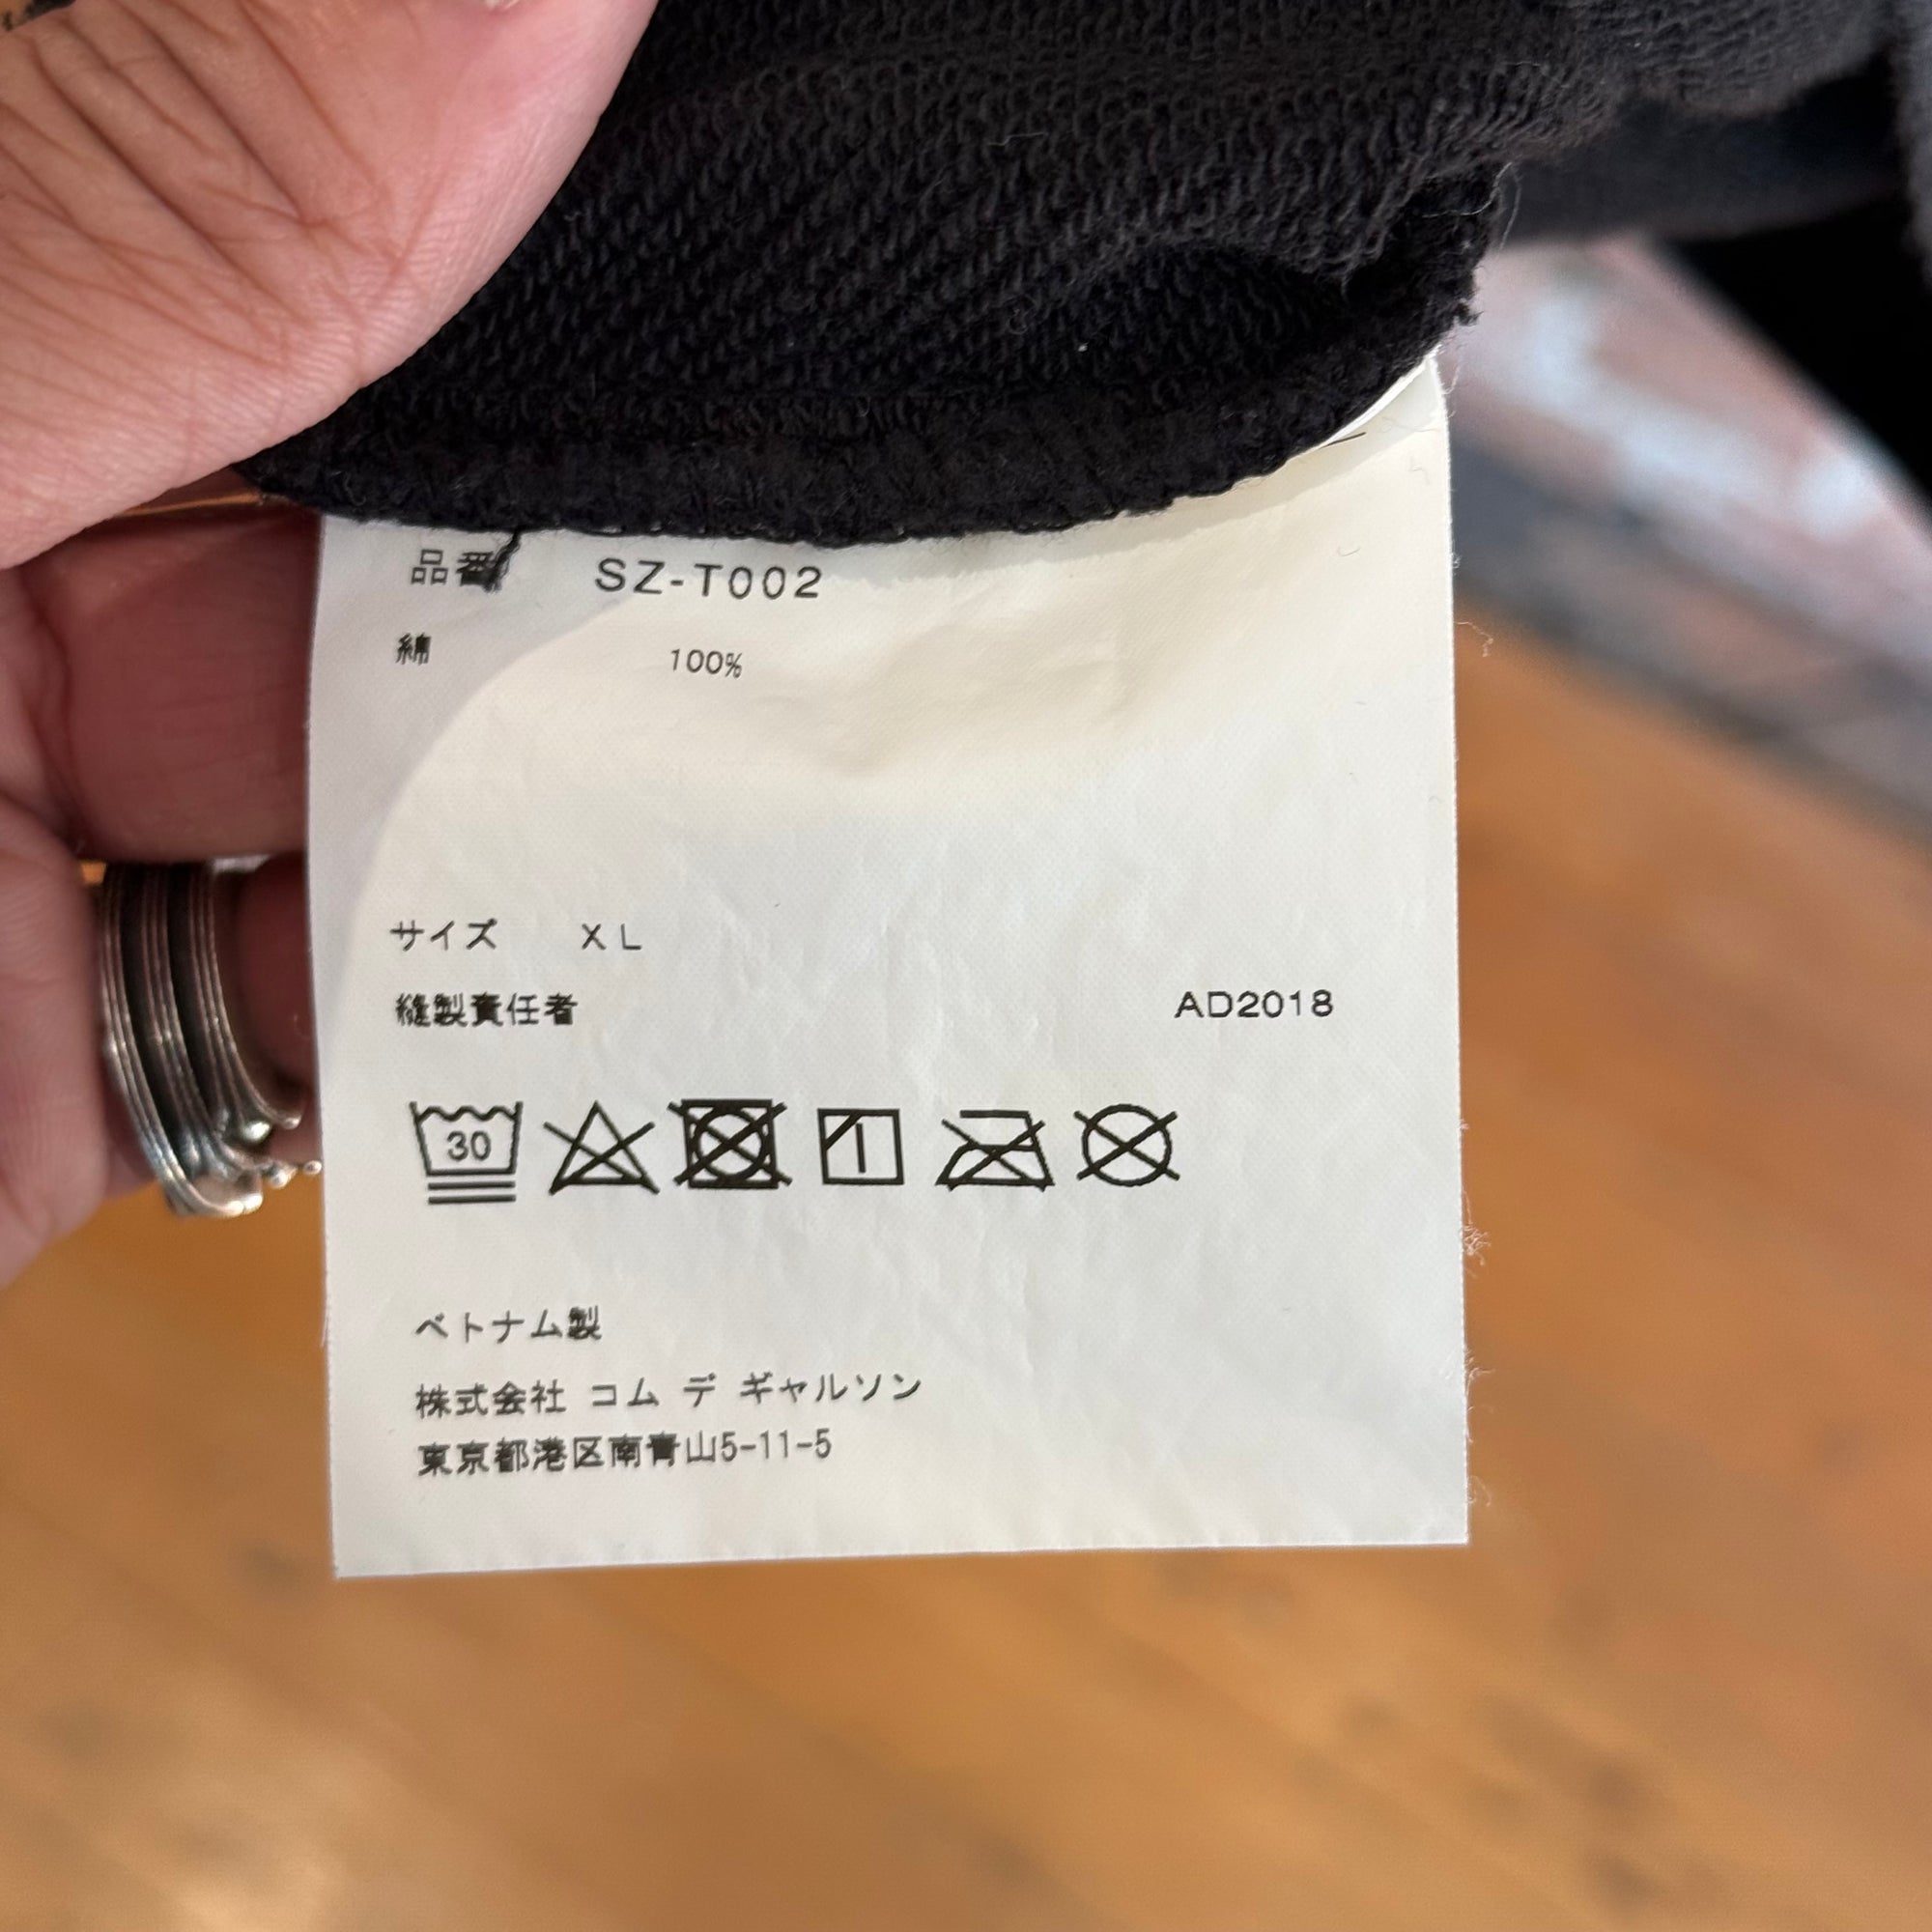 品番 SZ-T002
綿 100%
サイズ XL
縫製責任者 AD2018
30
ベトナム製
株式会社 コム デ ギャルソン
東京都港区南青山5-11-5